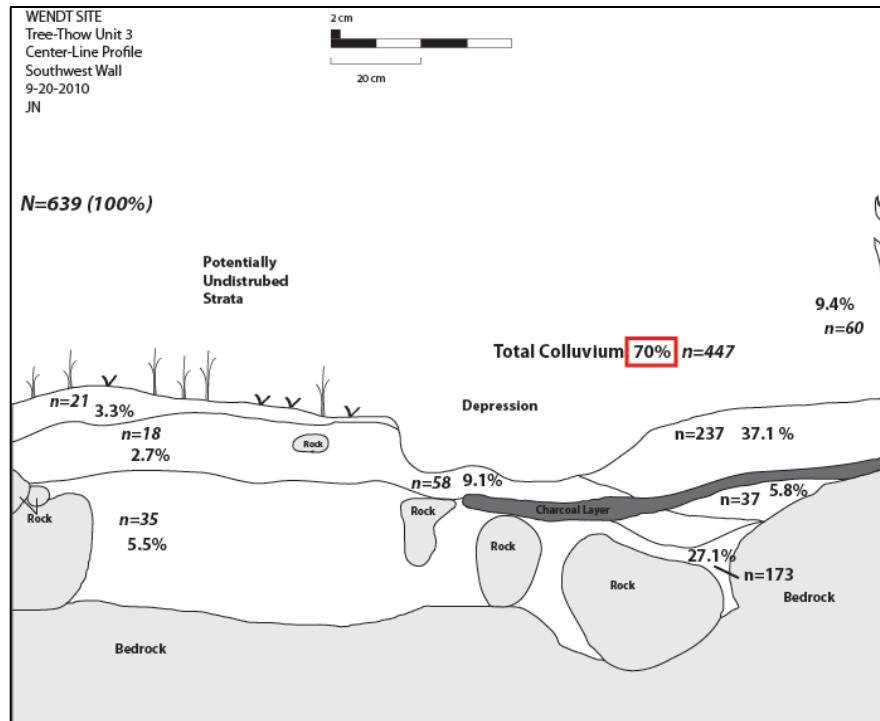 WENDT SITE
Tree-Thow Unit 3
Center-Line Profile
Southwest Wall
9-20-2010
JN
2 cm
20 cm
N=639 (100%)
Potentially
Undistrubed
Strata
9.4%
n=60
Total Colluvium 70% n=447
Depression
n=21
3.3%
n=18
2.7%
Rock
n=237 37.1 %
n=58 9.1%
5.8%
n=37
Charcoal Layer
Rock
Rock
n=35
5.5%
Rock
27.1%
n=173
Rock
Bedrock
Bedrock